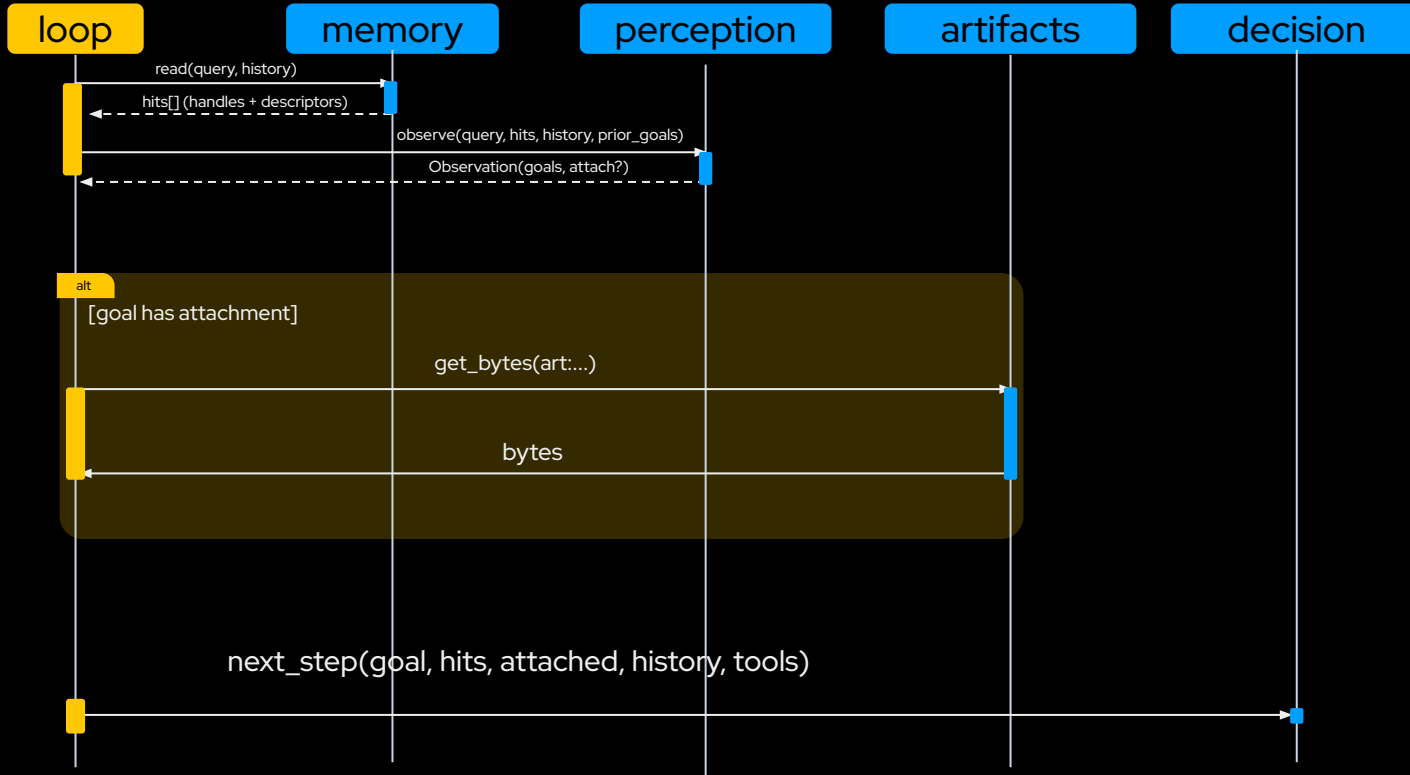 loop
memory
perception
artifacts
decision
read(query, history)
hits[] (handles + descriptors)
observe(query, hits, history, prior_goals)
Observation(goals, attach?)
alt
[goal has attachment]
get_bytes(art:...)
bytes
next_step(goal, hits, attached, history, tools)